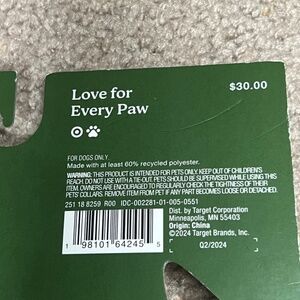 Love for
Every Paw
$30.00
FOR DOGS ONLY.
Made with at least 60% recycled polyester.
WARNING: THIS PRODUCT IS INTENDED FOR PETS ONLY. KEEP OUT OF CHILDREN'S
REACH. DO NOT USE WITH A TIE-OUT. PETS SHOULD BE SUPERVISED WHILE USING THIS
ITEM. OWNERS ARE ENCOURAGED TO REGULARLY CHECK THE TIGHTNESS OF THEIR
PETS' COLLARS. REMOVE ITEM FROM PET IF ANY PART BECOMES LOOSE OR DETACHED.
251 18 8259 R00 IDC-002281-01-005-0551
Dist. by Target Corporation
Minneapolis, MN 55403
Origin: China
©2024 Target Brands, Inc.
1 98101 64245 5
Q2/2024